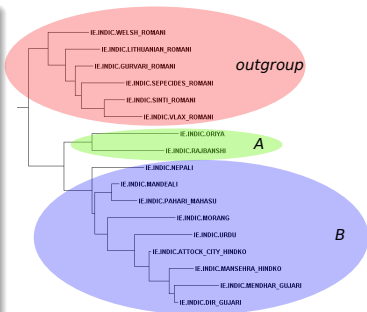 IE.INDIC.WELSH_ROMANI
IE.INDIC.LITHUANIAN_ROMANI
IE.INDIC.GURVARI_ROMANI
outgroup
IE.INDIC.SEPECIDES_ROMANI
IE.INDIC.SINTI_ROMANI
IE.INDIC.VLAX_ROMANI
IE.INDIC.ORIYA
A
IE.INDIC.RAJBANSHI
IE.INDIC.NEPALI
IE.INDIC.MANDEALI
IE.INDIC.PAHARI_MAHASU
IE.INDIC.MORANG
IE.INDIC.URDU
B
IE.INDIC.ATTOCK_CITY_HINDKO
IE.INDIC.MANSEHRA_HINDKO
IE.INDIC.MENDHAR_GUJARI
IE.INDIC.DIR_GUJARI